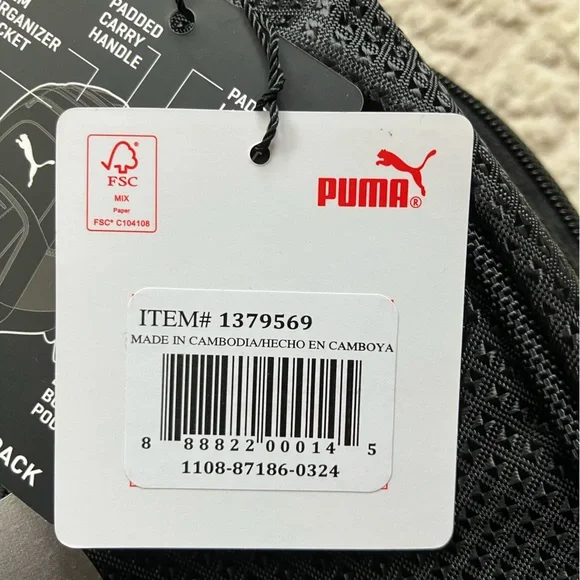 ORGANIZER
PADDED
CARRY
HANDLE
FSC
MIX
Paper
FSC® C104108
PUMA®
ITEM# 1379569
MADE IN CAMBODIA/HECHO EN CAMBOYA
8 88822 00014 5
1108-87186-0324